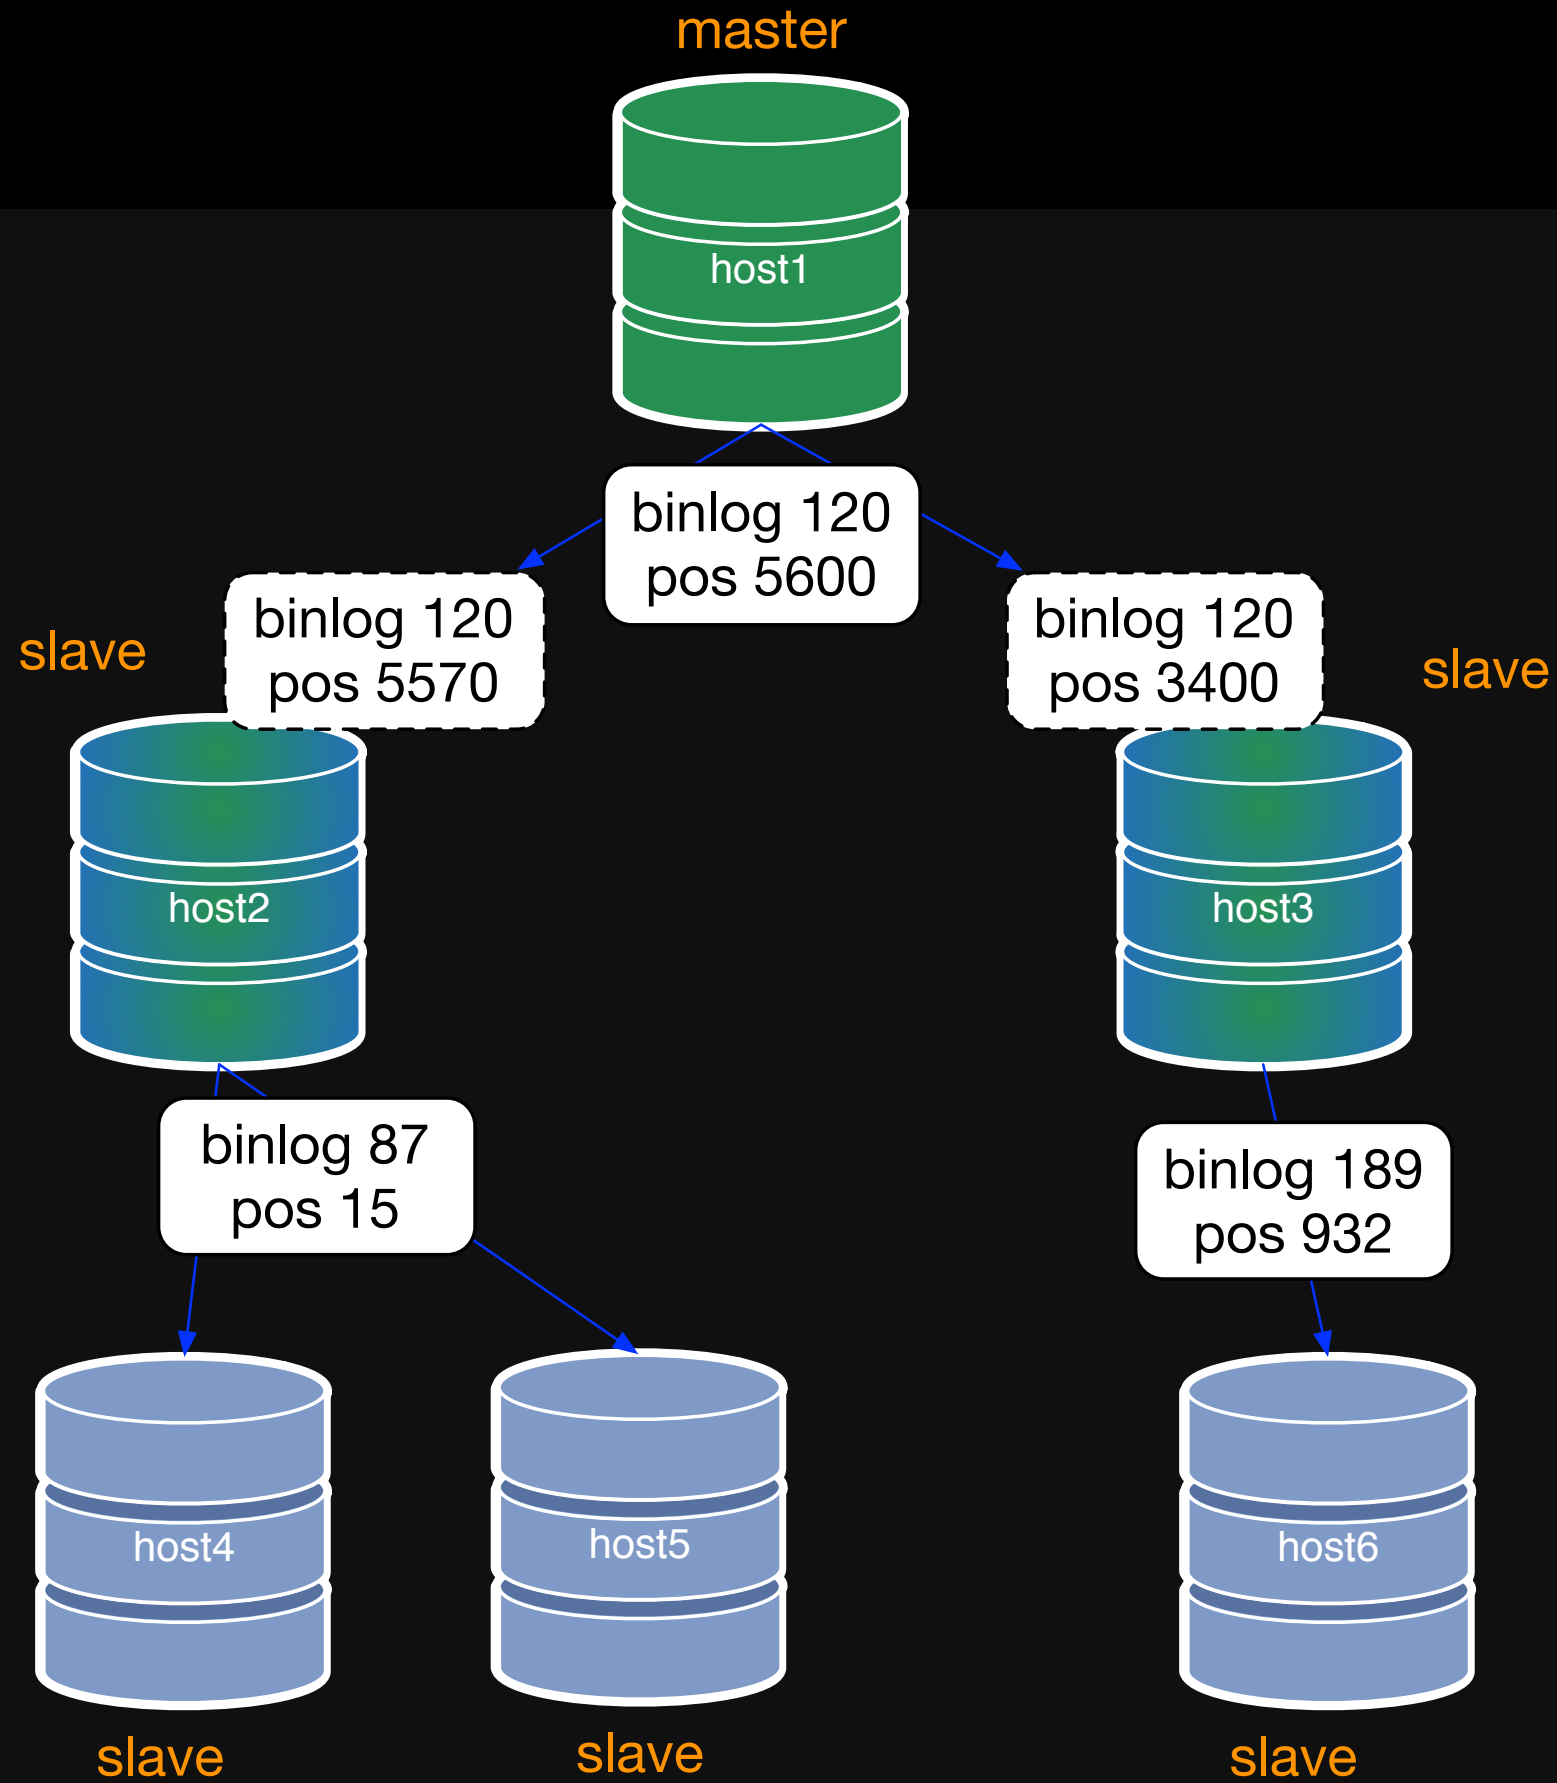 master
host1
binlog 120
pos 5600
slave
binlog 120
pos 5570
binlog 120
pos 3400
slave
host2
host3
binlog 87
pos 15
binlog 189
pos 932
host4
host5
host6
slave
slave
slave